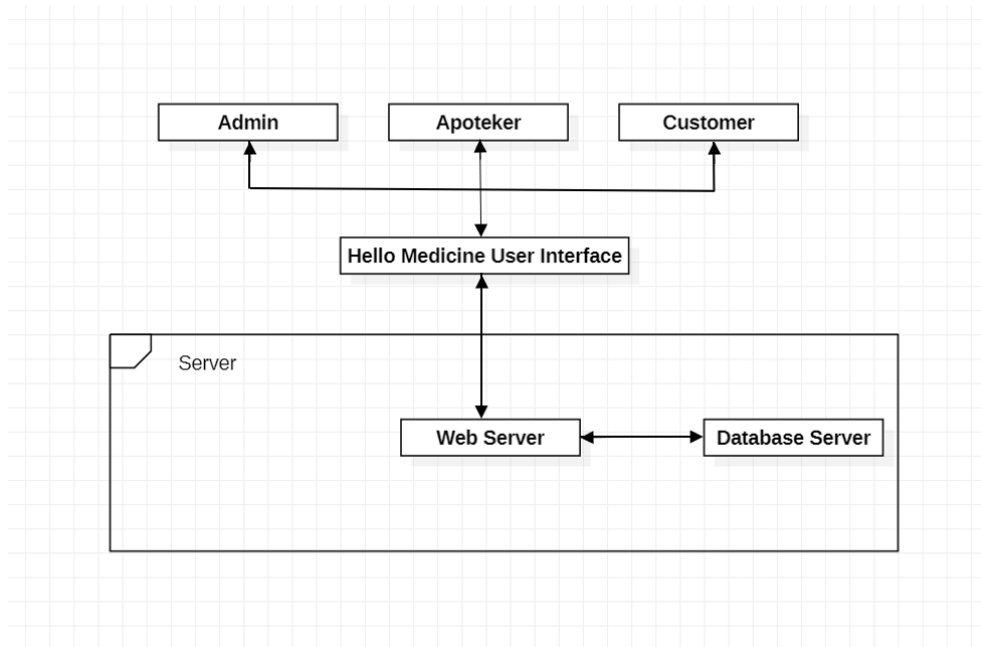 Admin
Apoteker
Customer
Hello Medicine User Interface
Server
Web Server
Database Server